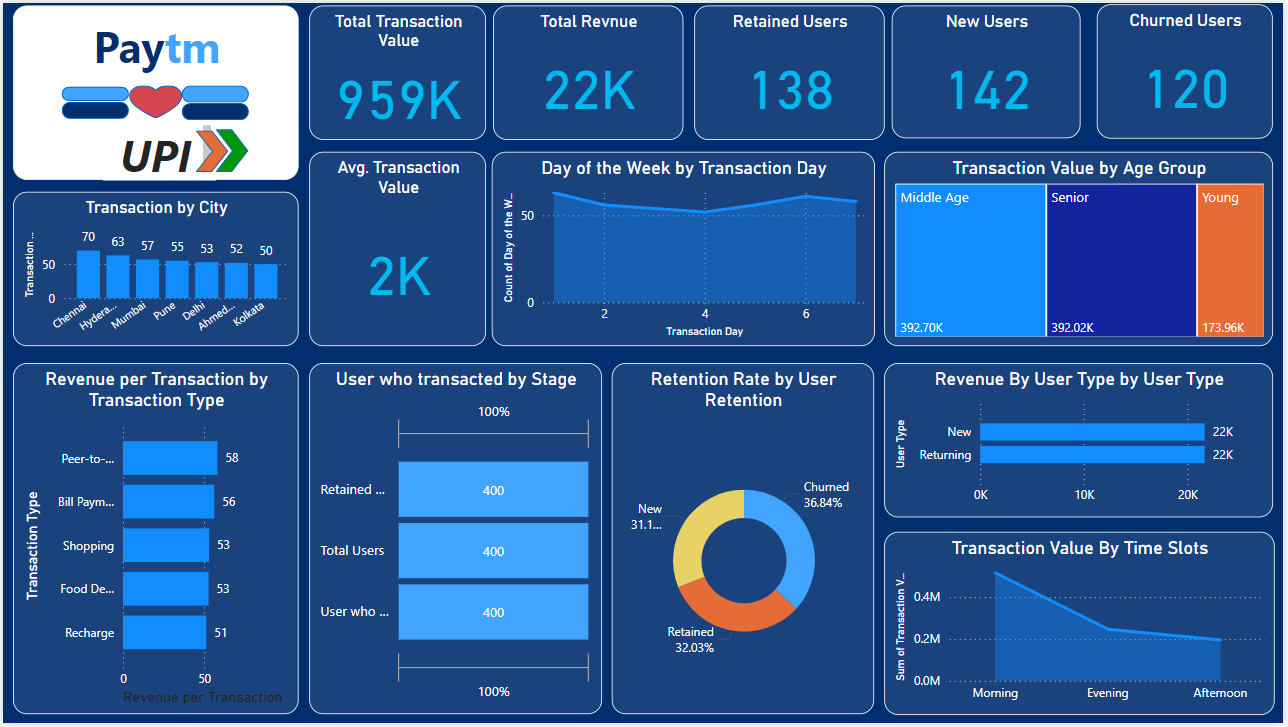 Paytm
UPI
Total Transaction
Value
959K
Total Revnue
22K
Retained Users
138
New Users
142
Churned Users
120
Transaction by City
Transaction ...
50
0
70
63
57
55
53
52
50
Chennai
Hydera...
Mumbai
Pune
Delhi
Ahmed...
Kolkata
Avg. Transaction
Value
2K
Day of the Week by Transaction Day
Count of Day of the W...
50
0
2
4
6
Transaction Day
Transaction Value by Age Group
Middle Age
392.70K
Senior
392.02K
Young
173.96K
Revenue per Transaction by
Transaction Type
Transaction Type
Peer-to-...
58
Bill Paym...
56
Shopping
53
Food De...
53
Recharge
51
0
50
Revenue per Transaction
User who transacted by Stage
100%
Retained ...
400
Total Users
400
User who ...
400
100%
Retention Rate by User
Retention
Churned
36.84%
New
31.1...
Retained
32.03%
Revenue By User Type by User Type
User Type
New
22K
Returning
22K
0K
10K
20K
Transaction Value By Time Slots
Sum of Transaction V...
0.4M
0.2M
0.0M
Morning
Evening
Afternoon